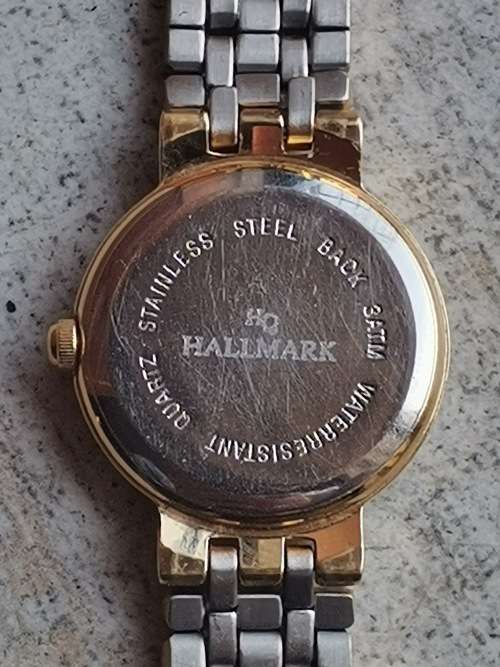 STAINLESS STEEL BACK 3ATM WATERRESISTANT QUARTZ
HQ
HALLMARK